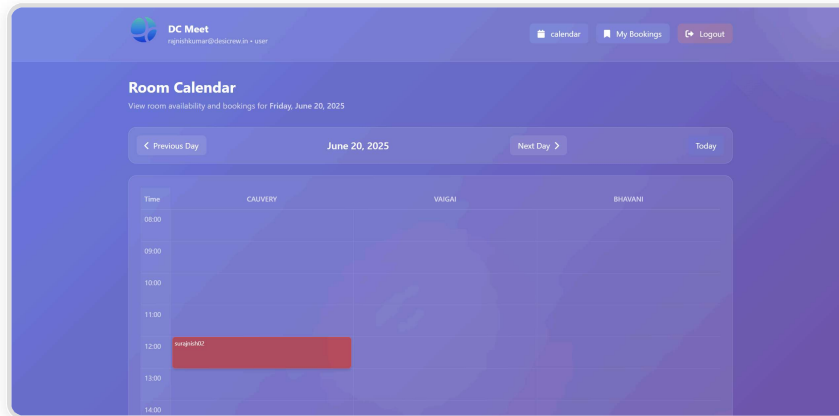 DC Meet
rajnishkumar@desicrew.in • user
calendar
My Bookings
Logout
Room Calendar
View room availability and bookings for Friday, June 20, 2025
Previous Day
June 20, 2025
Next Day
Today
Time CAUVERY VAIGAI BHAVANI
08:00
09:00
10:00
11:00
12:00 surajnish02
13:00
14:00